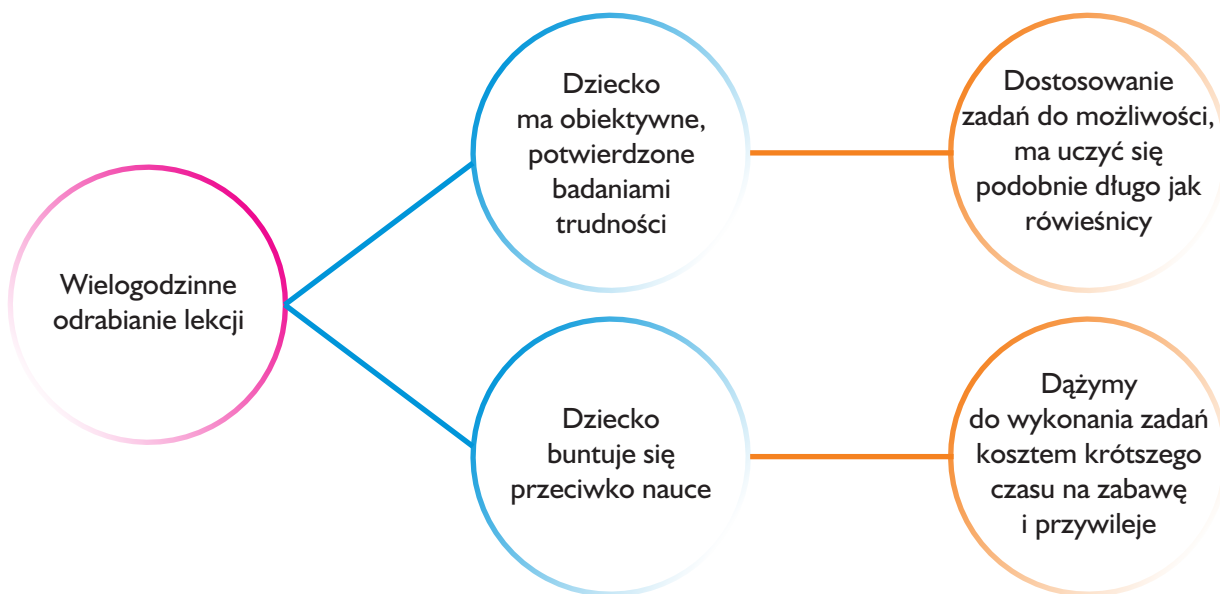 Wielogodzinne
odrabianie lekcji
Dziecko
ma obiektywne,
potwierdzone
badaniami
trudności
Dostosowanie
zadań do możliwości,
ma uczyć się
podobnie długo jak
rówieśnicy
Dziecko
buntuje się
przeciwko nauce
Dążymy
do wykonania zadań
kosztem krótszego
czasu na zabawę
i przywileje